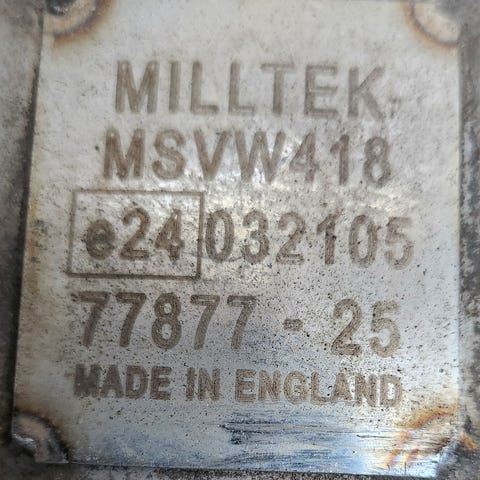 MILLTEK
MSVW418
e24 032105
77877 - 25
MADE IN ENGLAND